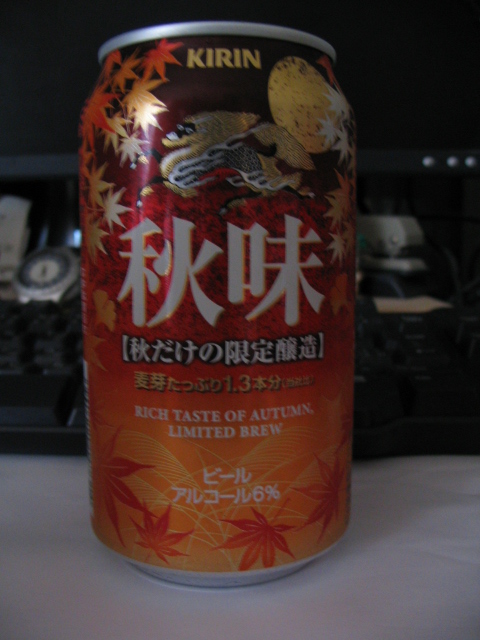 KIRIN
秋味
【秋だけの限定醸造】
麦芽たっぷり1.3本分
RICH TASTE OF AUTUMN,
LIMITED BREW
ビール
アルコール6%